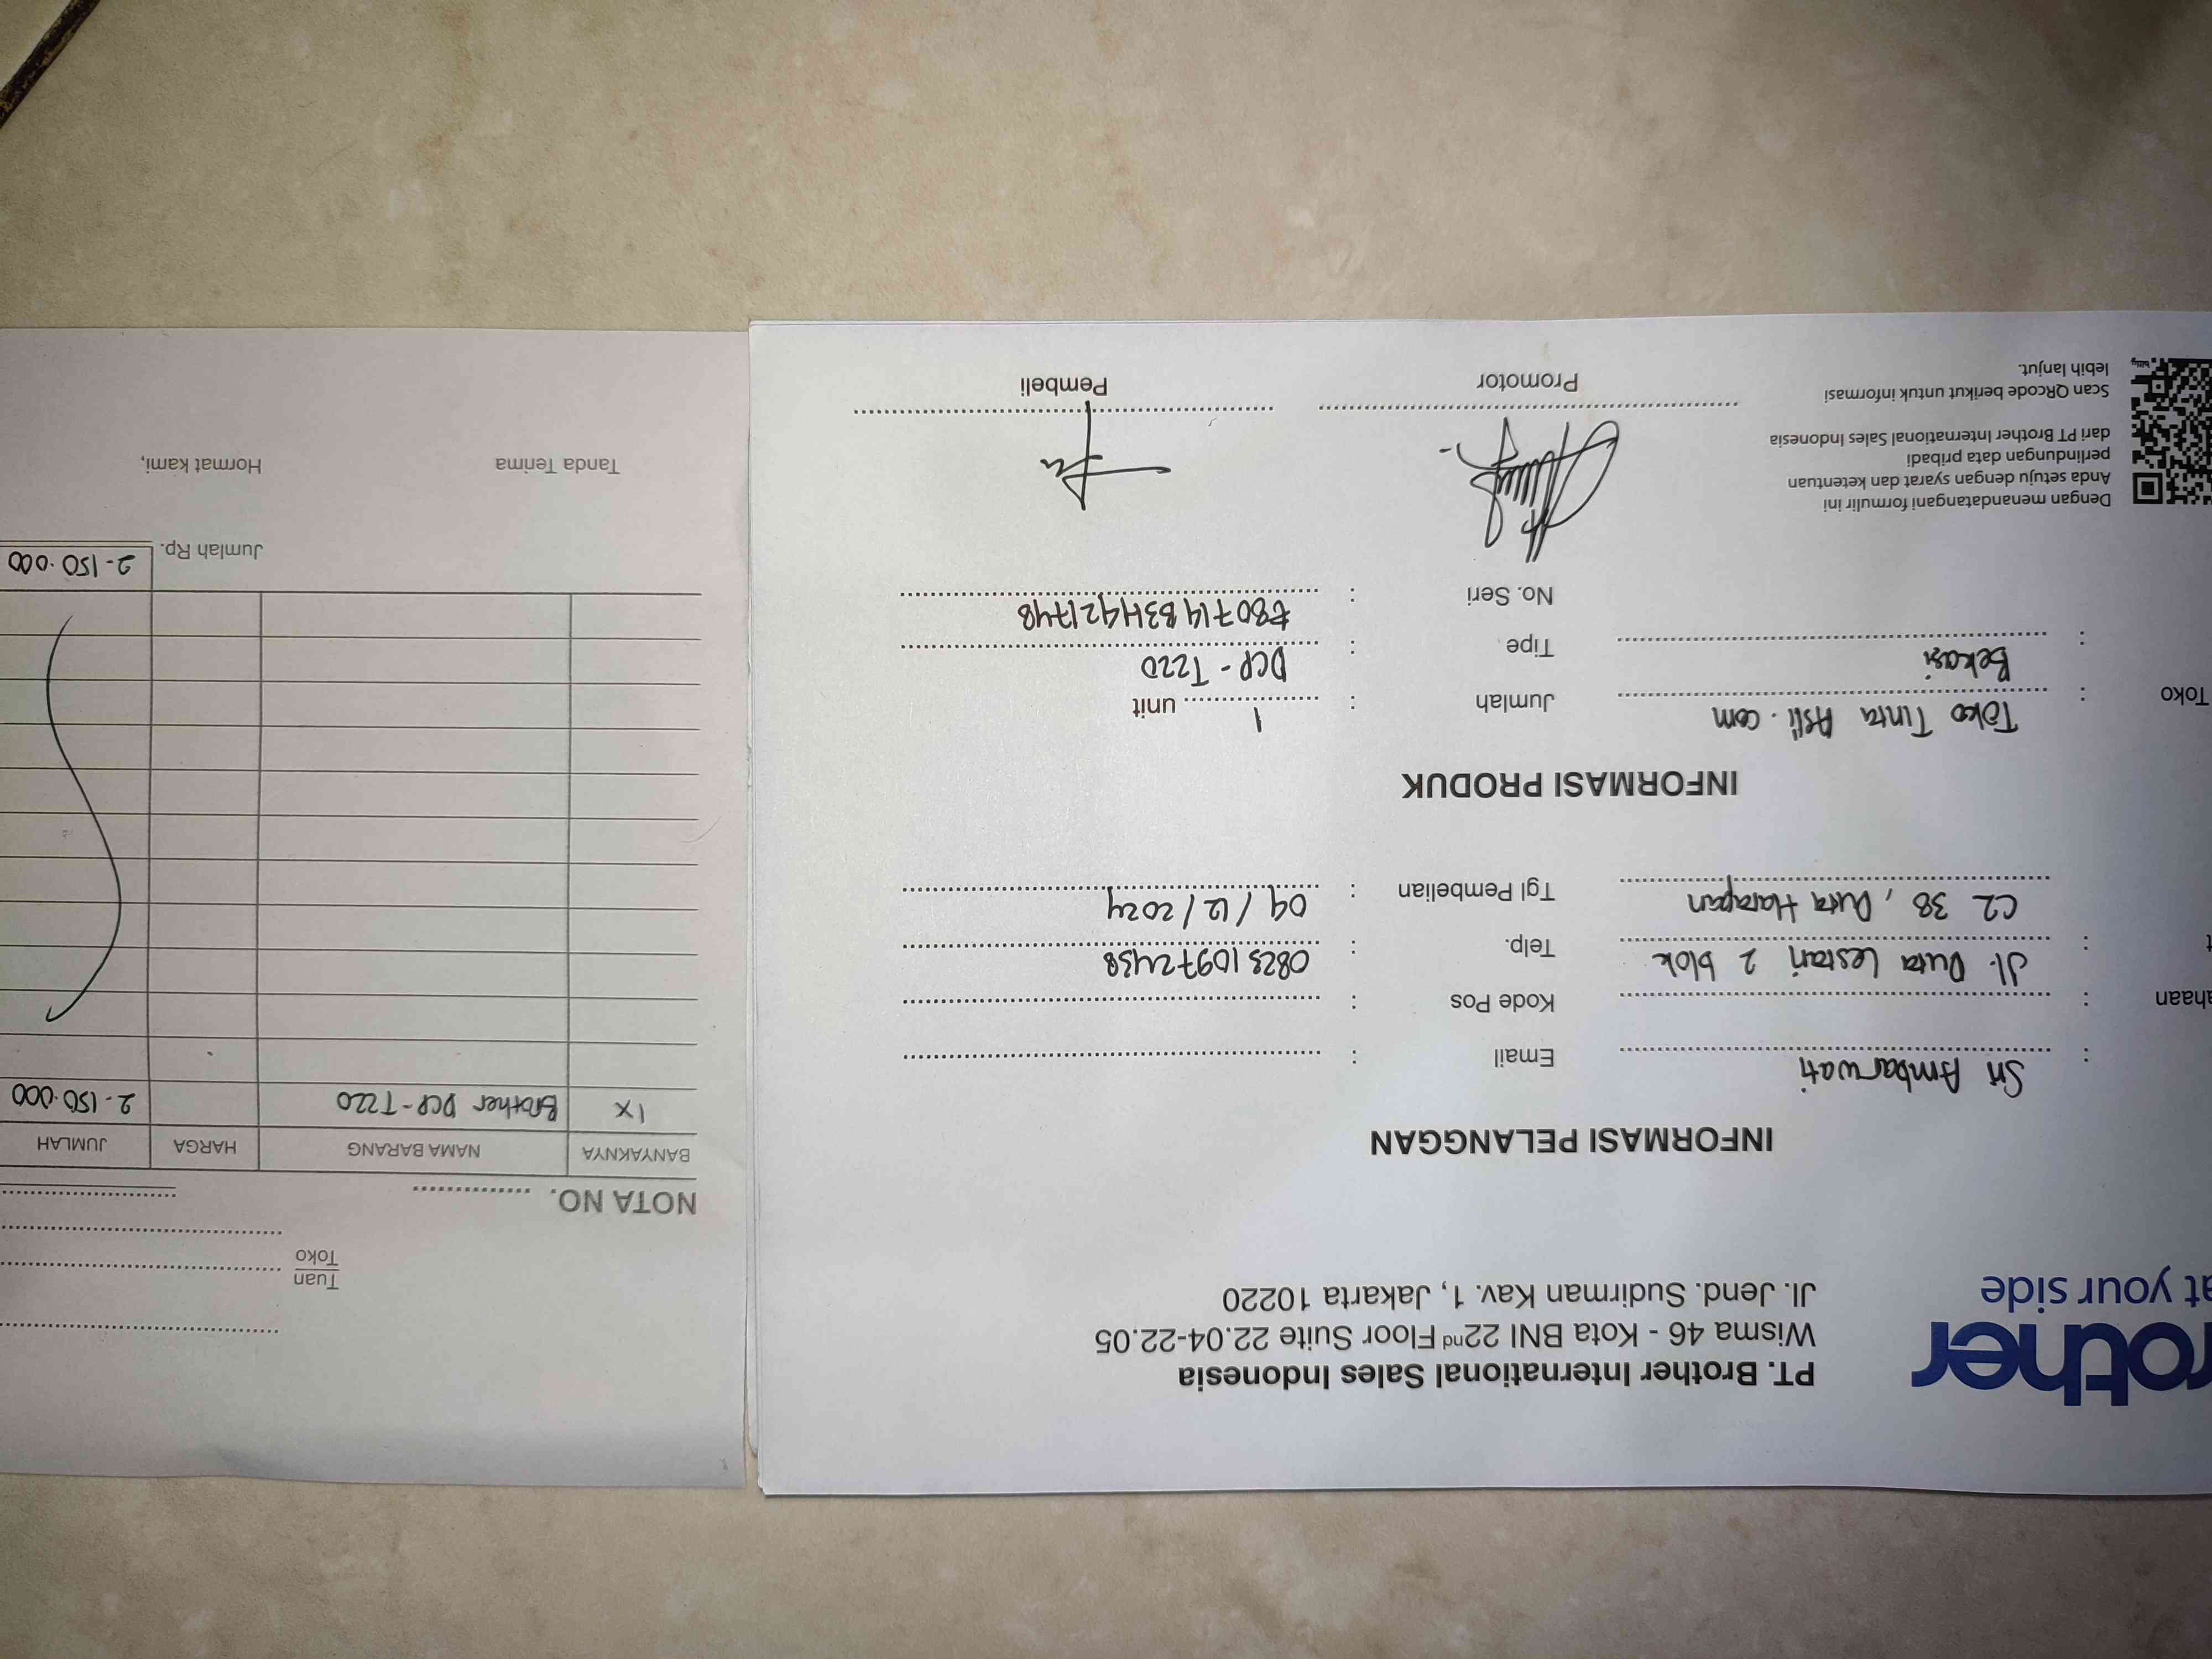 rother
at your side
PT. Brother International Sales Indonesia
Wisma 46 - Kota BNI 22nd Floor Suite 22.04-22.05
Jl. Jend. Sudirman Kav. 1, Jakarta 10220
INFORMASI PELANGGAN
: Sri Ambarwati
Email :
ahaan :
Kode Pos :
t : Jl. Duta Lestari 2 blok
C2 38, Duta Harapan
Telp. : 082310972438
Tgl Pembelian : 04/12/2024
INFORMASI PRODUK
Toko : Toko Tinta Asli.com
: Bekasi
Jumlah : 1 unit
Tipe : DCP-T220
No. Seri : E80714B3H421748
Dengan menandatangani formulir ini
Anda setuju dengan syarat dan ketentuan
perlindungan data pribadi
dari PT Brother International Sales Indonesia
Scan QRcode berikut untuk informasi
lebih lanjut.
Promotor
Pembeli
Tuan
Toko
NOTA NO.
BANYAKNYA NAMA BARANG HARGA JUMLAH
1x Brother DCP-T220 2.150.000
Jumlah Rp. 2.150.000
Tanda Terima Hormat kami,